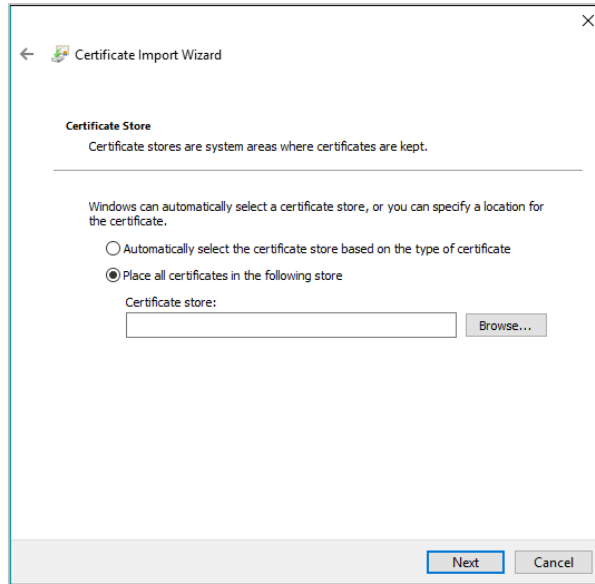 Certificate Import Wizard
Certificate Store
Certificate stores are system areas where certificates are kept.
Windows can automatically select a certificate store, or you can specify a location for
the certificate.
Automatically select the certificate store based on the type of certificate
Place all certificates in the following store
Certificate store:
Browse...
Next
Cancel